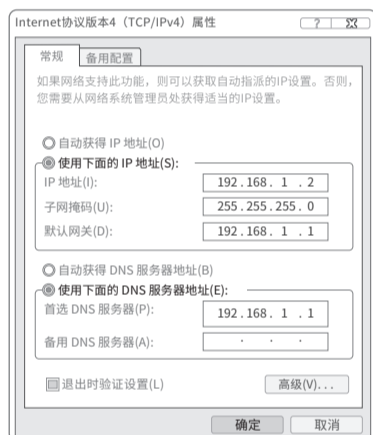 Internet协议版本4（TCP/IPv4）属性
?
常规
备用配置
如果网络支持此功能，则可以获取自动指派的IP设置。否则，
您需要从网络系统管理员处获得适当的IP设置。
自动获得 IP 地址(O)
使用下面的 IP 地址(S):
IP 地址(I):
192.168. 1 .2
子网掩码(U):
255.255.255.0
默认网关(D):
192.168. 1 .1
自动获得 DNS 服务器地址(B)
使用下面的 DNS 服务器地址(E):
首选 DNS 服务器(P):
192.168. 1 .1
备用 DNS 服务器(A):
. . .
退出时验证设置(L)
高级(V)...
确定
取消